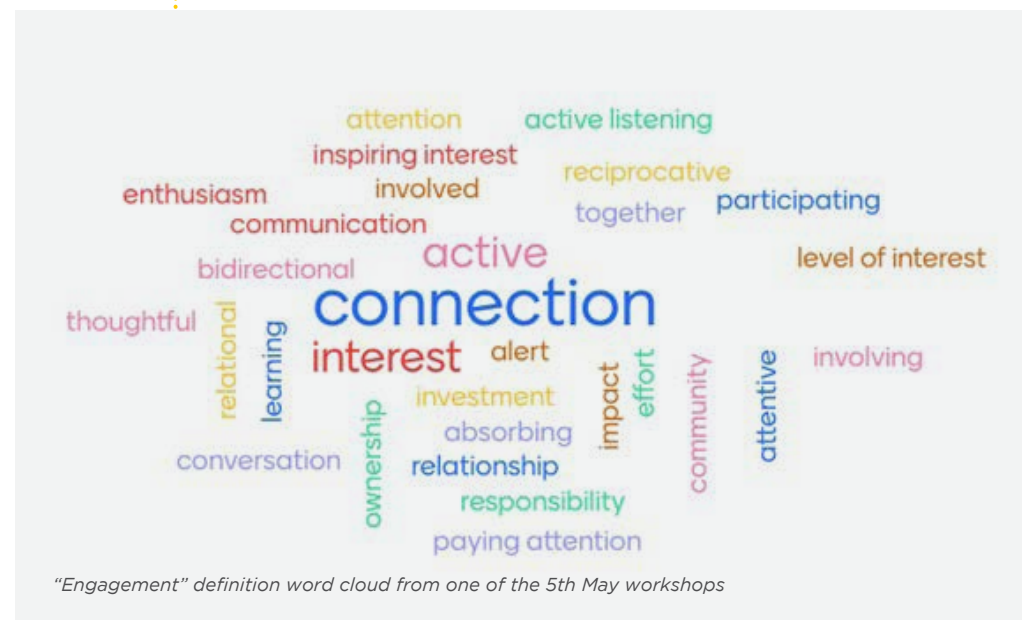 attention
active listening
inspiring interest
reciprocative
enthusiasm
involved
participating
together
communication
active
level of interest
bidirectional
connection
thoughtful
relational
learning
interest
alert
involving
impact
effort
community
attentive
investment
ownership
absorbing
conversation
relationship
responsibility
paying attention
“Engagement” definition word cloud from one of the 5th May workshops